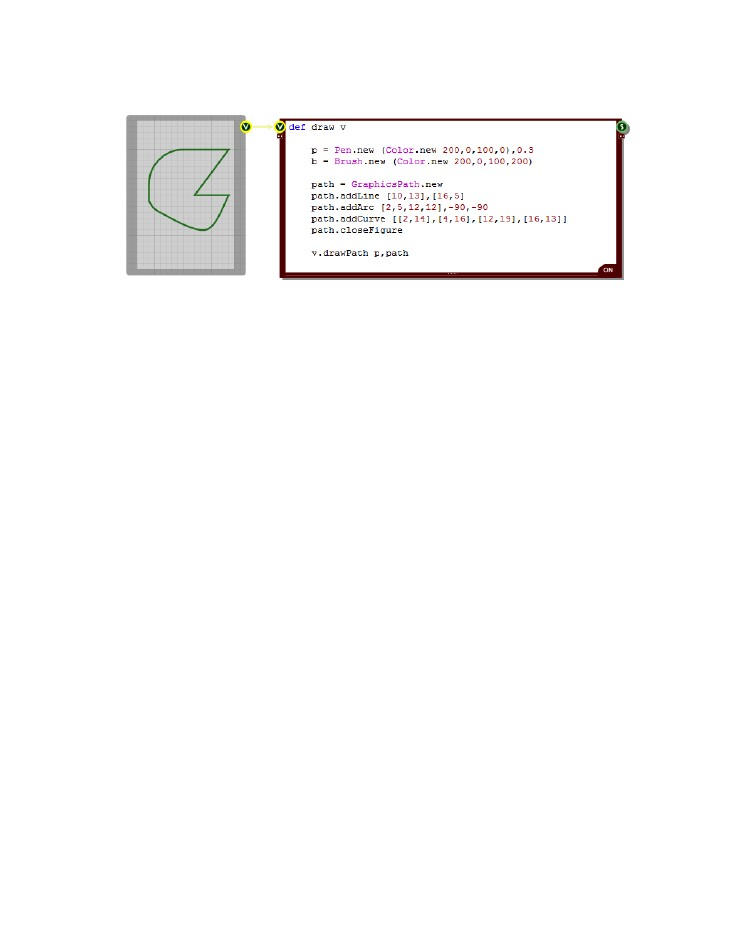 V
V def draw v S
p = Pen.new (Color.new 200,0,100,0),0.3
b = Brush.new (Color.new 200,0,100,200)
path = GraphicsPath.new
path.addLine [10,13],[16,5]
path.addArc [2,5,12,12],-90,-90
path.addCurve [[2,14],[4,16],[12,19],[16,13]]
path.closeFigure
v.drawPath p,path
ON